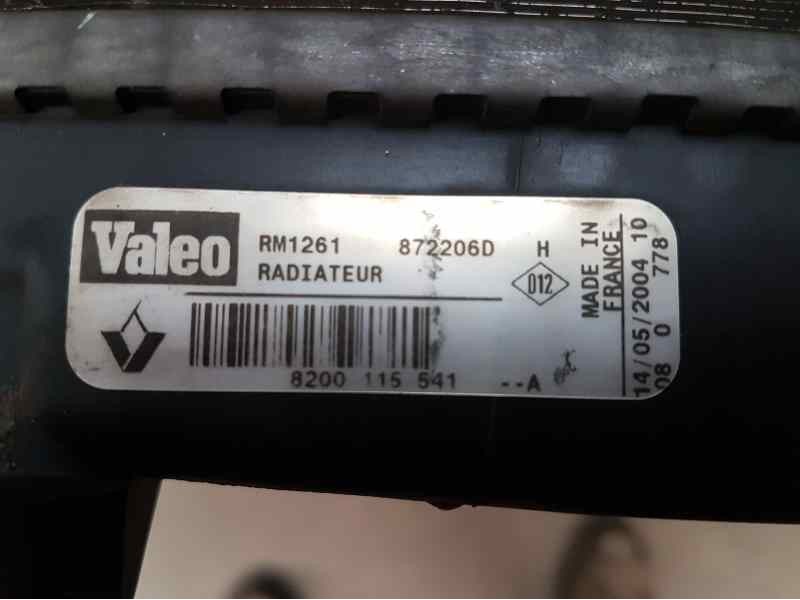 Valeo
RM1261 872206D H
RADIATEUR
D12
8200 115 541 --A
MADE IN
FRANCE
14/05/2004 10
08 0 778